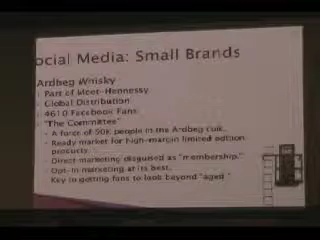 ocial Media: Small Brands
Ardbeg Whisky
Part of Moet-Hennessy
Global Distribution
4610 Facebook Fans
"The Committee"
- A force of 50K people in the Ardbeg cult.
- Ready market for high-margin limited edition
products.
- Direct marketing disguised as "membership."
- Opt-in marketing at its best.
Key to getting fans to look beyond "aged"